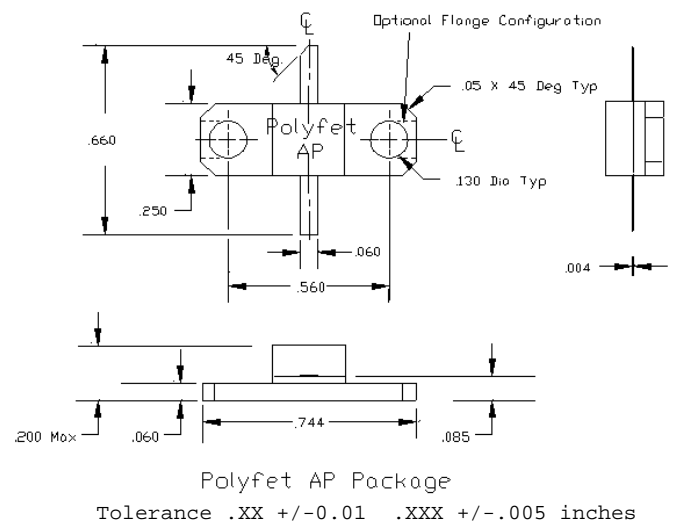 C
L
Optional Flange Configuration
45 Deg.
.05 X 45 Deg Typ
.660
Polyfet
AP
C
L
.130 Dia Typ
.250
.060
.560
.004
.200 Max
.060
.744
.085
Polyfet AP Package
Tolerance .XX +/-0.01 .XXX +/-.005 inches